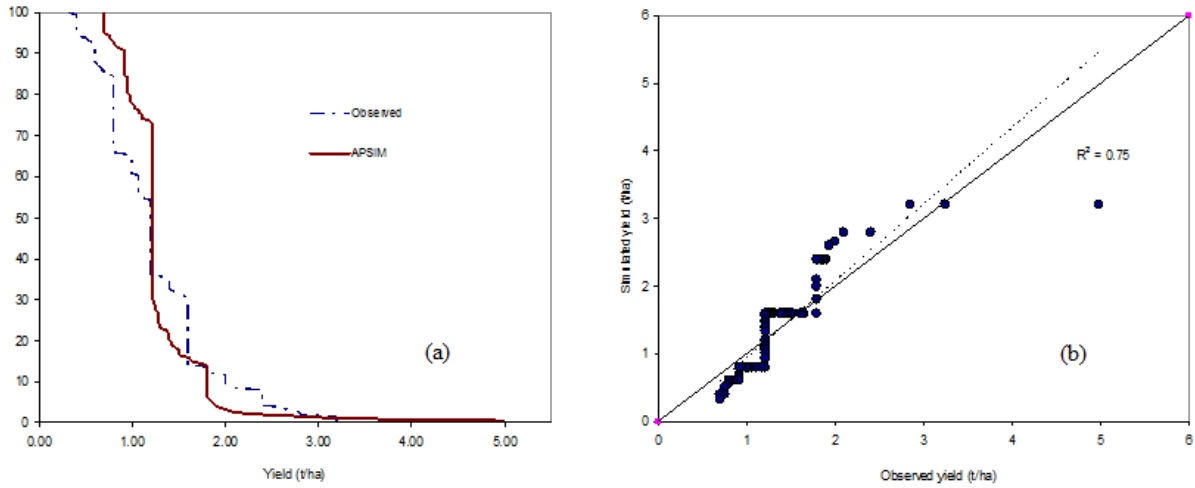 100
90
80
70
60
50
40
30
20
10
0
0.00 1.00 2.00 3.00 4.00 5.00
Yield (t/ha)
Observed
APSIM
(a)
6
5
4
3
2
1
0
0 1 2 3 4 5 6
Simulated yield (t/ha)
Observed yield (t/ha)
R² = 0.75
(b)